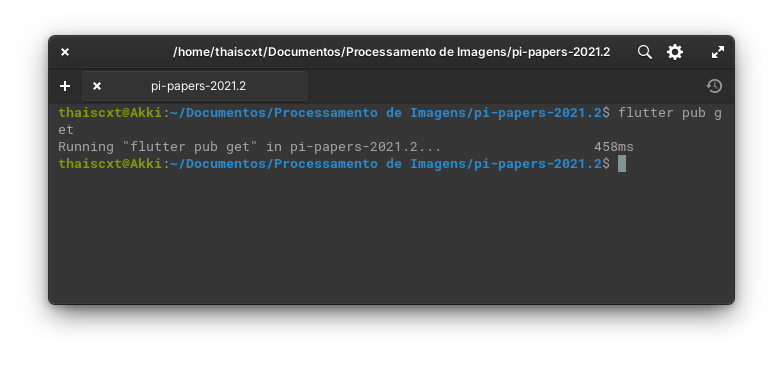 /home/thaiscxt/Documentos/Processamento de Imagens/pi-papers-2021.2
pi-papers-2021.2
thaiscxt@Akki:~/Documentos/Processamento de Imagens/pi-papers-2021.2$ flutter pub g
et
Running "flutter pub get" in pi-papers-2021.2... 458ms
thaiscxt@Akki:~/Documentos/Processamento de Imagens/pi-papers-2021.2$